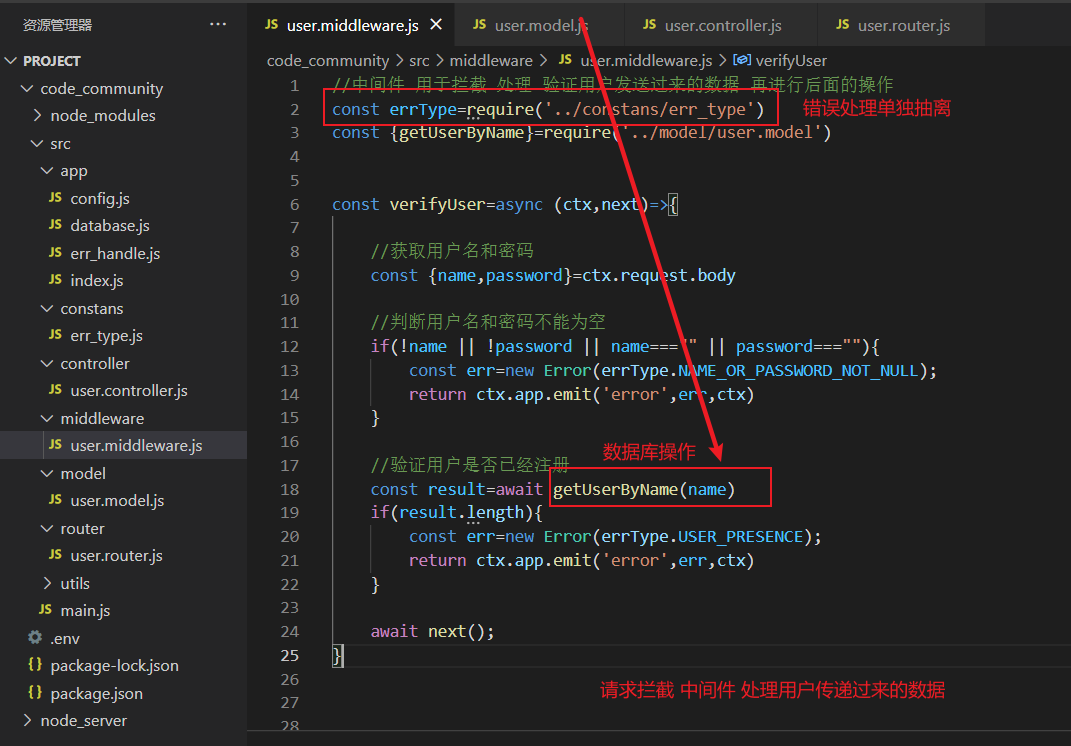 资源管理器 ···
PROJECT
code_community
node_modules
src
app
JS config.js
JS database.js
JS err_handle.js
JS index.js
constans
JS err_type.js
controller
JS user.controller.js
middleware
JS user.middleware.js
model
JS user.model.js
router
JS user.router.js
utils
JS main.js
.env
{} package-lock.json
{} package.json
node_server
JS user.middleware.js JS user.model.js JS user.controller.js JS user.router.js
code_community > src > middleware > JS user.middleware.js > verifyUser
1 //中间件 用于拦截 处理 验证用户发送过来的数据 再进行后面的操作
2 const errType=require('../constans/err_type') 错误处理单独抽离
3 const {getUserByName}=require('../model/user.model')
4
5
6 const verifyUser=async (ctx,next)=>{
7
8 //获取用户名和密码
9 const {name,password}=ctx.request.body
10
11 //判断用户名和密码不能为空
12 if(!name || !password || name==="" || password===""){
13 const err=new Error(errType.NAME_OR_PASSWORD_NOT_NULL);
14 return ctx.app.emit('error',err,ctx)
15 }
16
数据库操作
17 //验证用户是否已经注册
18 const result=await getUserByName(name)
19 if(result.length){
20 const err=new Error(errType.USER_PRESENCE);
21 return ctx.app.emit('error',err,ctx)
22 }
23
24 await next();
25 }
26
请求拦截 中间件 处理用户传递过来的数据
27
28